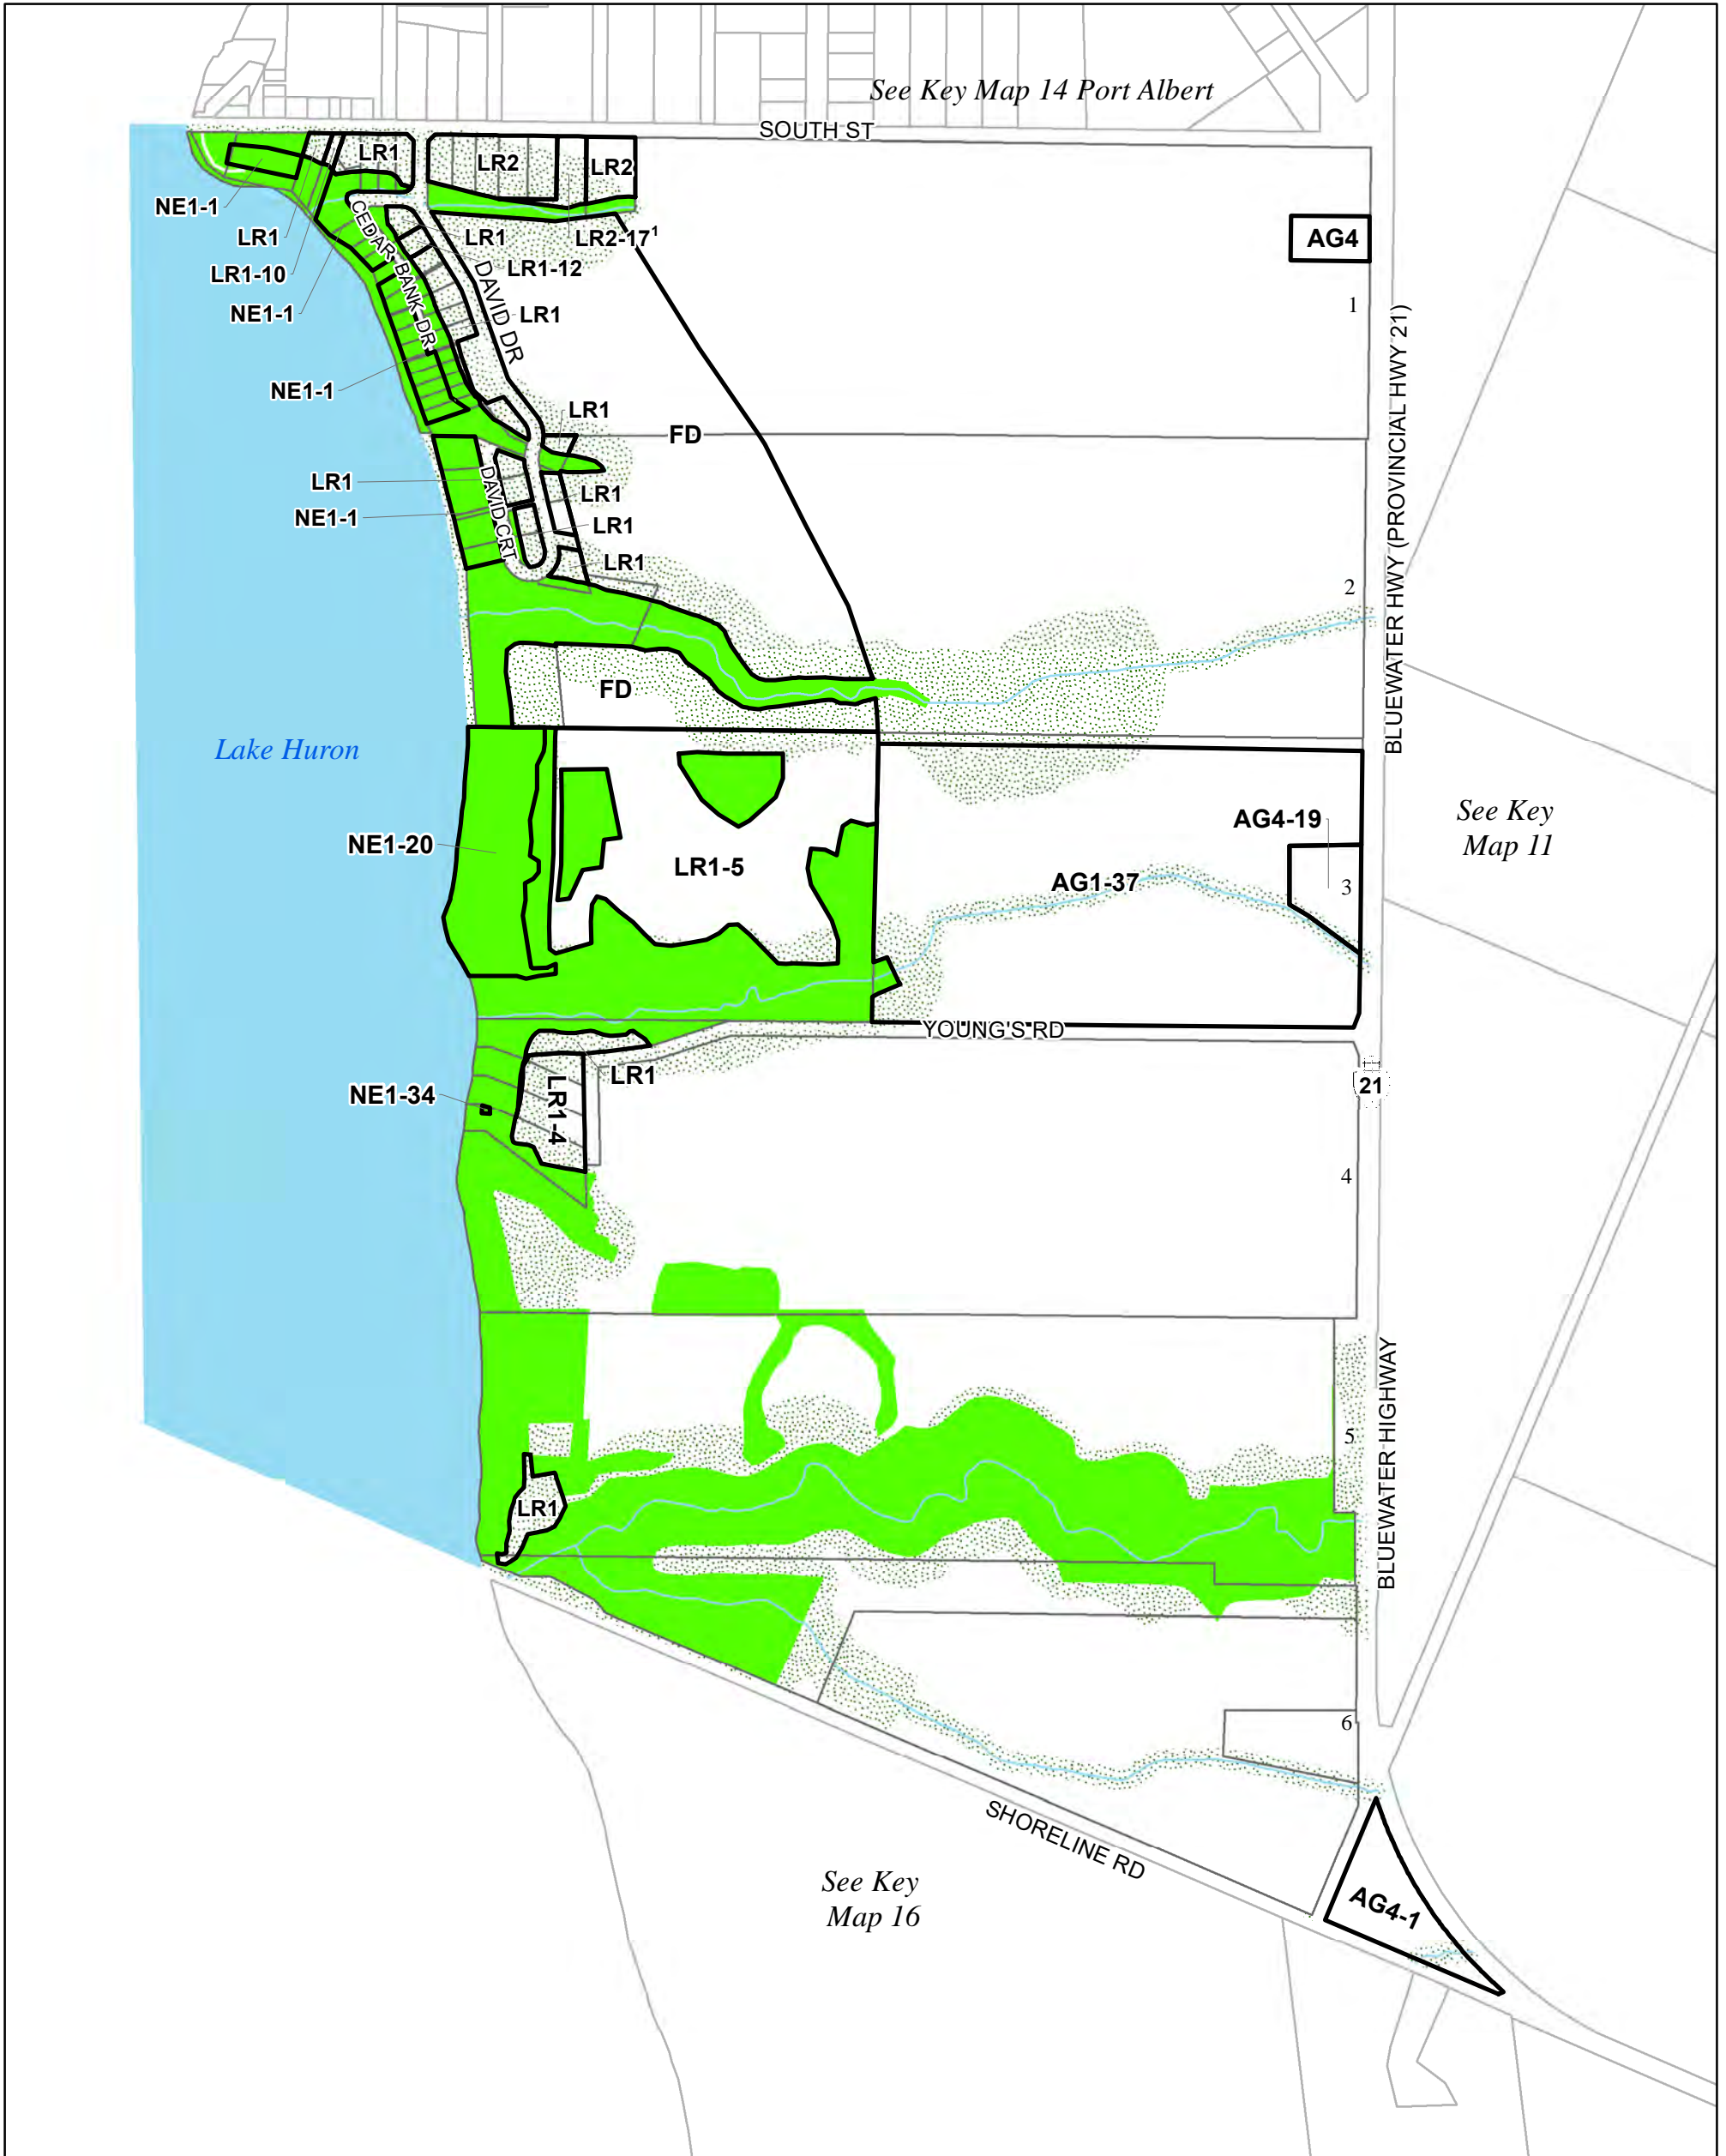 See Key Map 14 Port Albert
SOUTH ST
LR1
LR2
LR2
NE1-1
LR1
LR1-10
NE1-1
CEDAR BANK DR
LR1
LR2-17¹
LR1-12
DAVID DR
LR1
AG4
1
NE1-1
LR1
FD
BLUEWATER HWY (PROVINCIAL HWY 21)
LR1
NE1-1
DAVID CRT
LR1
LR1
LR1
2
FD
Lake Huron
See Key
Map 11
NE1-20
LR1-5
AG4-19
AG1-37
3
YOUNG'S RD
LR1
21
NE1-34
LR1-4
4
BLUEWATER HIGHWAY
5
LR1
6
SHORELINE RD
See Key
Map 16
AG4-1